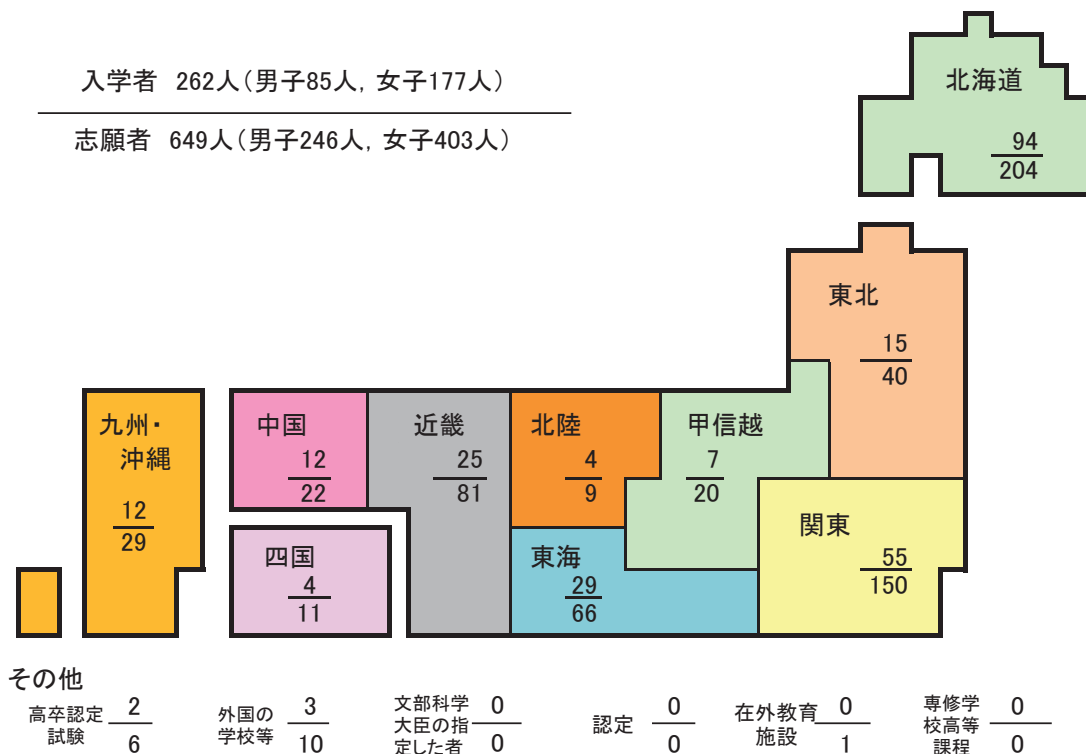 入学者 262人(男子85人, 女子177人)
志願者 649人(男子246人, 女子403人)
北海道
94
204
東北
15
40
九州・
沖縄
12
29
中国
12
22
近畿
25
81
北陸
4
9
甲信越
7
20
関東
55
150
四国
4
11
東海
29
66
その他
高卒認定
試験
2
6
外国の
学校等
3
10
文部科学
大臣の指
定した者
0
0
認定
0
0
在外教育
施設
0
1
専修学
校高等
課程
0
0